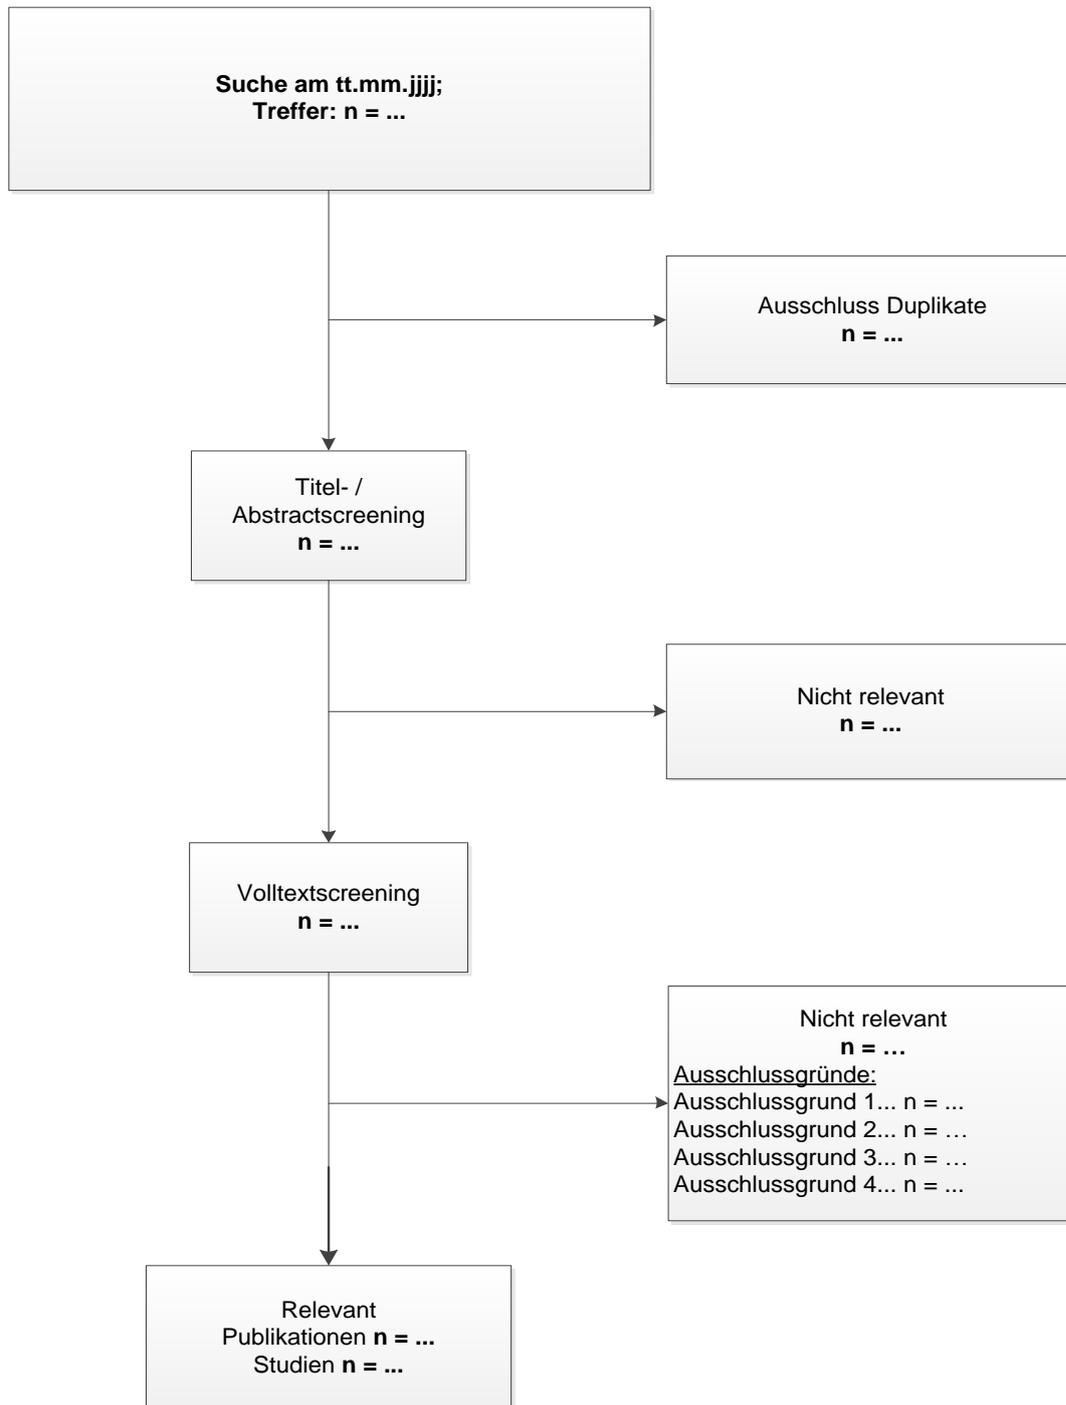 Suche am tt.mm.jjjj;
Treffer: n = ...
Ausschluss Duplikate
n = ...
Titel- /
Abstractscreening
n = ...
Nicht relevant
n = ...
Volltextscreening
n = ...
Nicht relevant
n = …
Ausschlussgründe:
Ausschlussgrund 1... n = ...
Ausschlussgrund 2... n = …
Ausschlussgrund 3... n = …
Ausschlussgrund 4... n = ...
Relevant
Publikationen n = ...
Studien n = ...